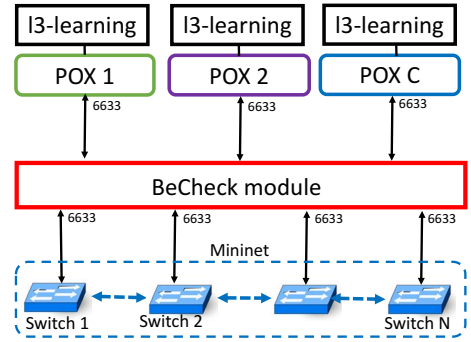 l3-learning l3-learning l3-learning
POX 1 POX 2 POX C
6633 6633 6633
BeCheck module
6633 6633 6633 6633
Mininet
Switch 1 Switch 2 Switch N